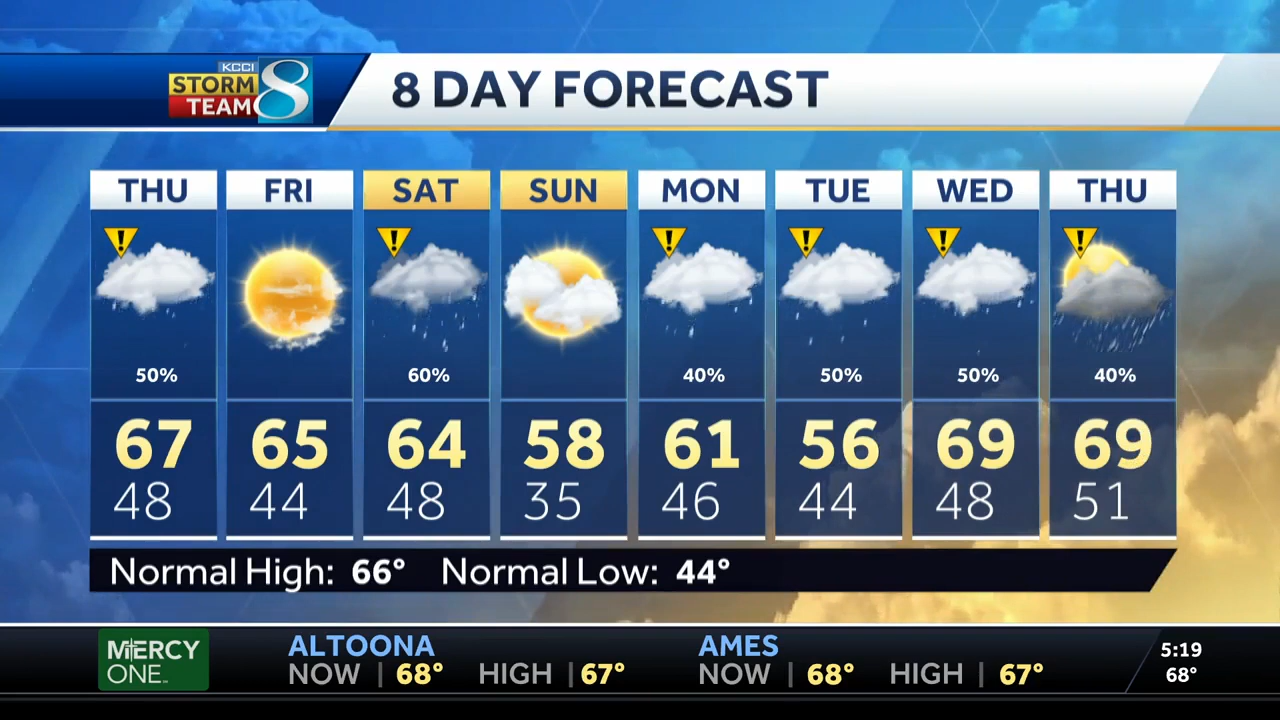 KCCI
STORM
TEAM 8
8 DAY FORECAST
THU FRI SAT SUN MON TUE WED THU
! ! ! ! ! !
50% 60% 40% 50% 50% 40%
67 65 64 58 61 56 69 69
48 44 48 35 46 44 48 51
Normal High: 66° Normal Low: 44°
MERCY
ONE
ALTOONA
NOW | 68° HIGH | 67°
AMES
NOW | 68° HIGH | 67°
5:19
68°